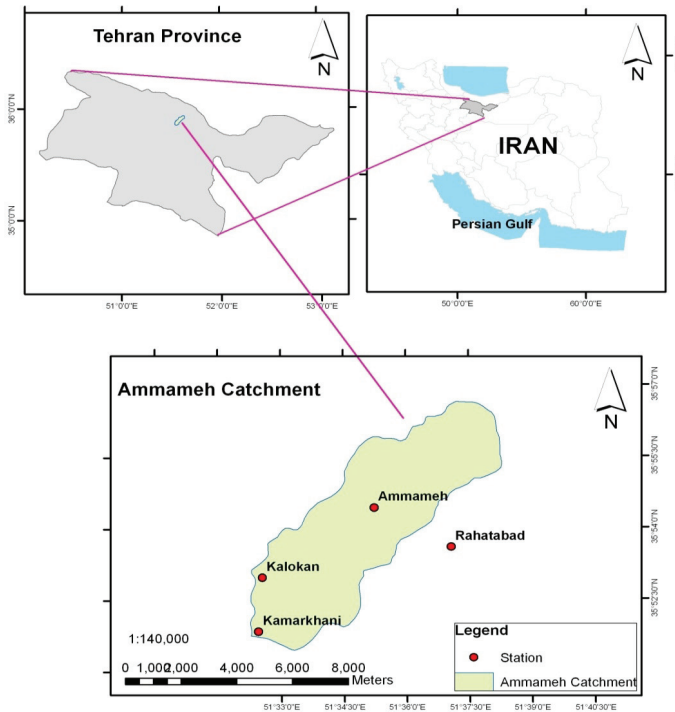 Tehran Province
N
36°0'0"N
35°0'0"N
51°0'0"E
52°0'0"E
53°0'0"E
N
IRAN
Persian Gulf
50°0'0"E
60°0'0"E
Ammameh Catchment
N
Ammameh
Rahatabad
Kalokan
Kamarkhani
1:140,000
0 1,0002,000 4,000 6,000 8,000
Meters
Legend
Station
Ammameh Catchment
35°57'0"N
35°55'30"N
35°54'0"N
35°52'30"N
51°33'0"E
51°34'30"E
51°36'0"E
51°37'30"E
51°39'0"E
51°40'30"E